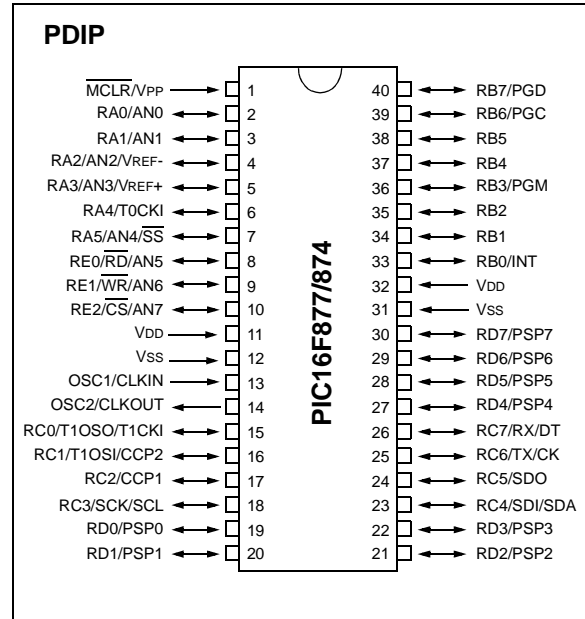 PDIP
MCLR/VPP 1 40 RB7/PGD
RA0/AN0 2 39 RB6/PGC
RA1/AN1 3 38 RB5
RA2/AN2/VREF- 4 37 RB4
RA3/AN3/VREF+ 5 36 RB3/PGM
RA4/T0CKI 6 35 RB2
RA5/AN4/SS 7 34 RB1
RE0/RD/AN5 8 33 RB0/INT
RE1/WR/AN6 9 32 VDD
RE2/CS/AN7 10 31 VSS
VDD 11 30 RD7/PSP7
VSS 12 29 RD6/PSP6
OSC1/CLKIN 13 28 RD5/PSP5
OSC2/CLKOUT 14 27 RD4/PSP4
RC0/T1OSO/T1CKI 15 26 RC7/RX/DT
RC1/T1OSI/CCP2 16 25 RC6/TX/CK
RC2/CCP1 17 24 RC5/SDO
RC3/SCK/SCL 18 23 RC4/SDI/SDA
RD0/PSP0 19 22 RD3/PSP3
RD1/PSP1 20 21 RD2/PSP2
PIC16F877/874